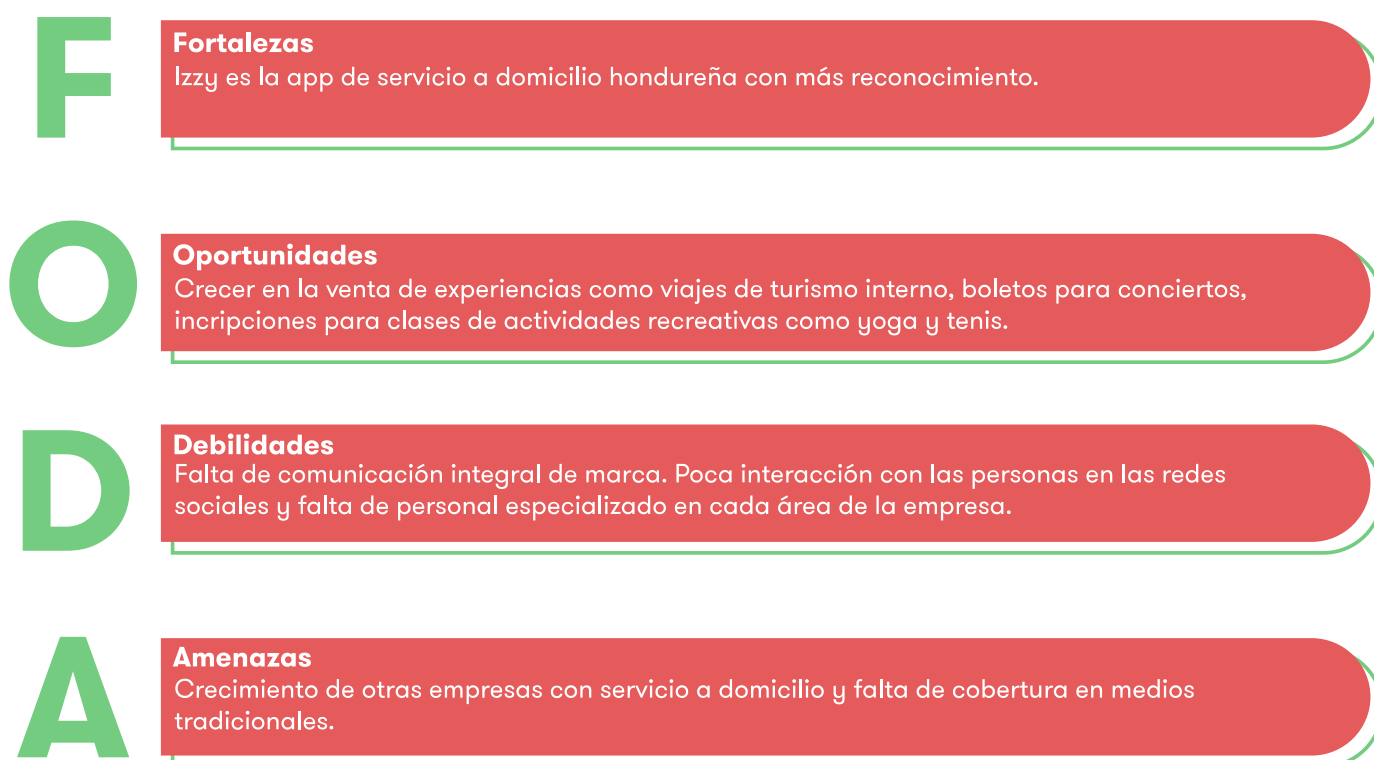 F
Fortalezas
Izzy es la app de servicio a domicilio hondureña con más reconocimiento.
O
Oportunidades
Crecer en la venta de experiencias como viajes de turismo interno, boletos para conciertos,
incripciones para clases de actividades recreativas como yoga y tenis.
D
Debilidades
Falta de comunicación integral de marca. Poca interacción con las personas en las redes
sociales y falta de personal especializado en cada área de la empresa.
A
Amenazas
Crecimiento de otras empresas con servicio a domicilio y falta de cobertura en medios
tradicionales.